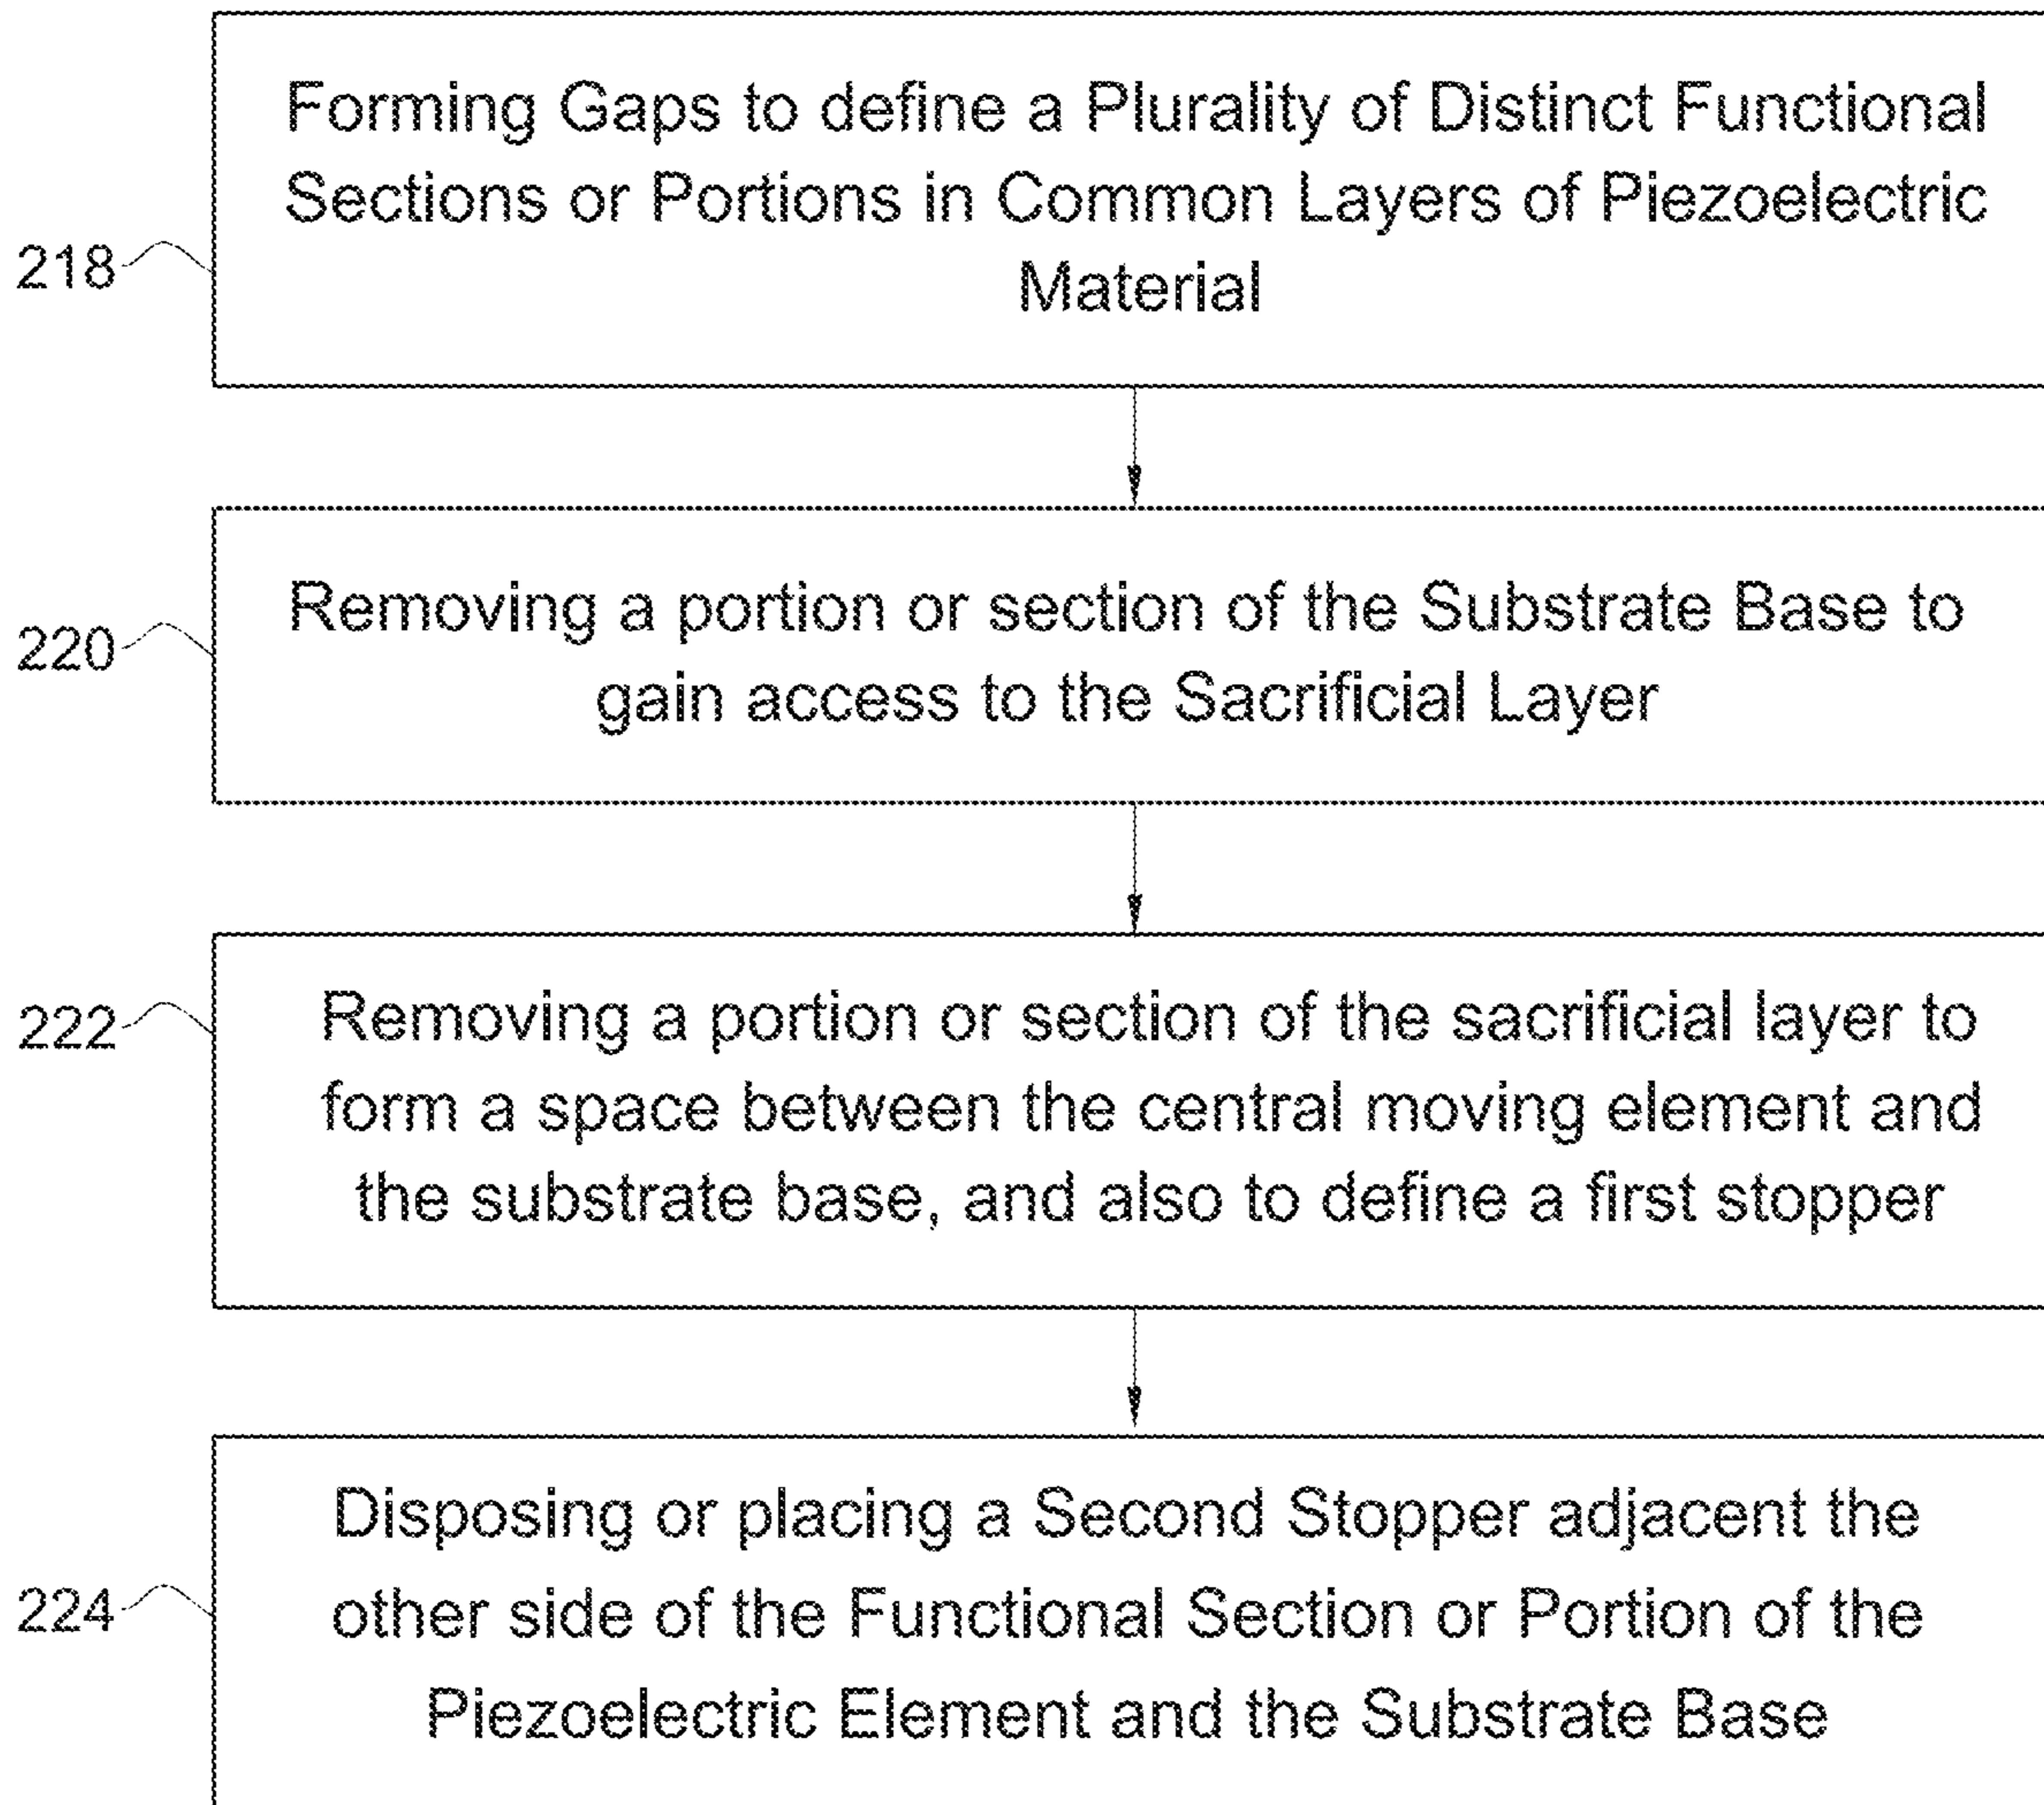 Forming Gaps to define a Plurality of Distinct Functional
Sections or Portions in Common Layers of Piezoelectric
Material
218
Removing a portion or section of the Substrate Base to
gain access to the Sacrificial Layer
220
Removing a portion or section of the sacrificial layer to
form a space between the central moving element and
the substrate base, and also to define a first stopper
222
Disposing or placing a Second Stopper adjacent the
other side of the Functional Section or Portion of the
Piezoelectric Element and the Substrate Base
224